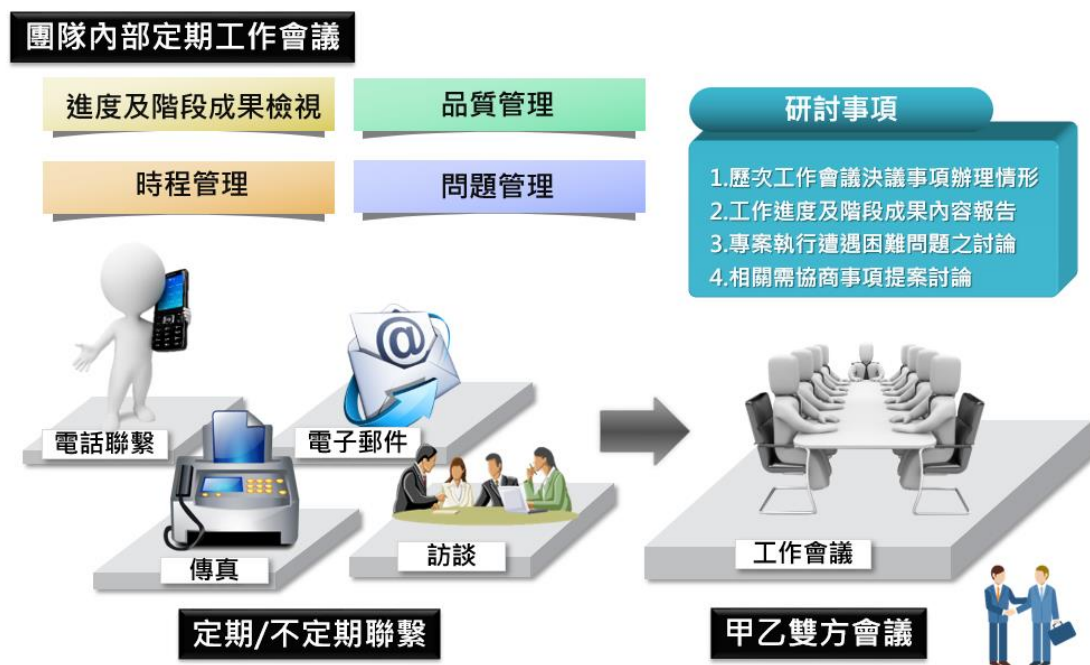 團隊內部定期工作會議
進度及階段成果檢視
品質管理
時程管理
問題管理
研討事項
1.歷次工作會議決議事項辦理情形
2.工作進度及階段成果內容報告
3.專案執行遭遇困難問題之討論
4.相關需協商事項提案討論
電話聯繫
電子郵件
傳真
訪談
工作會議
定期/不定期聯繫
甲乙雙方會議